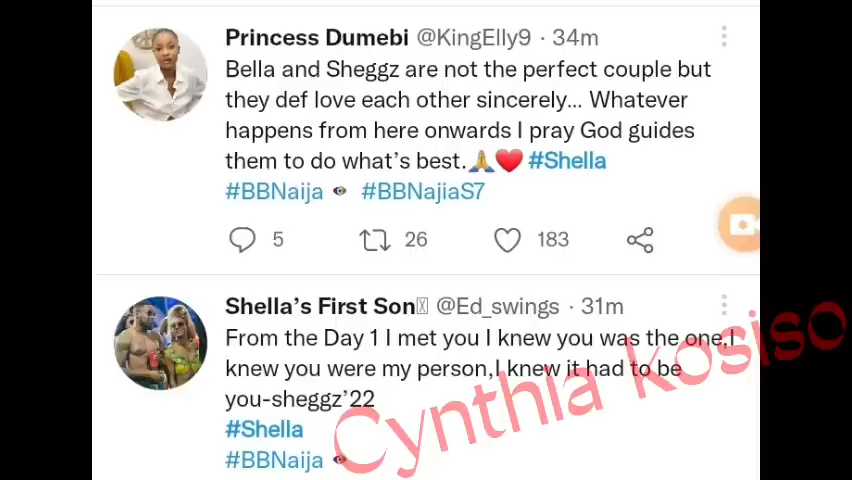 Princess Dumebi @KingElly9 · 34m
Bella and Sheggz are not the perfect couple but
they def love each other sincerely... Whatever
happens from here onwards I pray God guides
them to do what's best.🙏❤️ #Shella
#BBNaija 👁 #BBNajiaS7
5 26 183
Shella's First Son @Ed_swings · 31m
From the Day 1 I met you I knew you was the one,I
knew you were my person,I knew it had to be
you-sheggz'22
#Shella
#BBNaija 👁
Cynthia kosiso